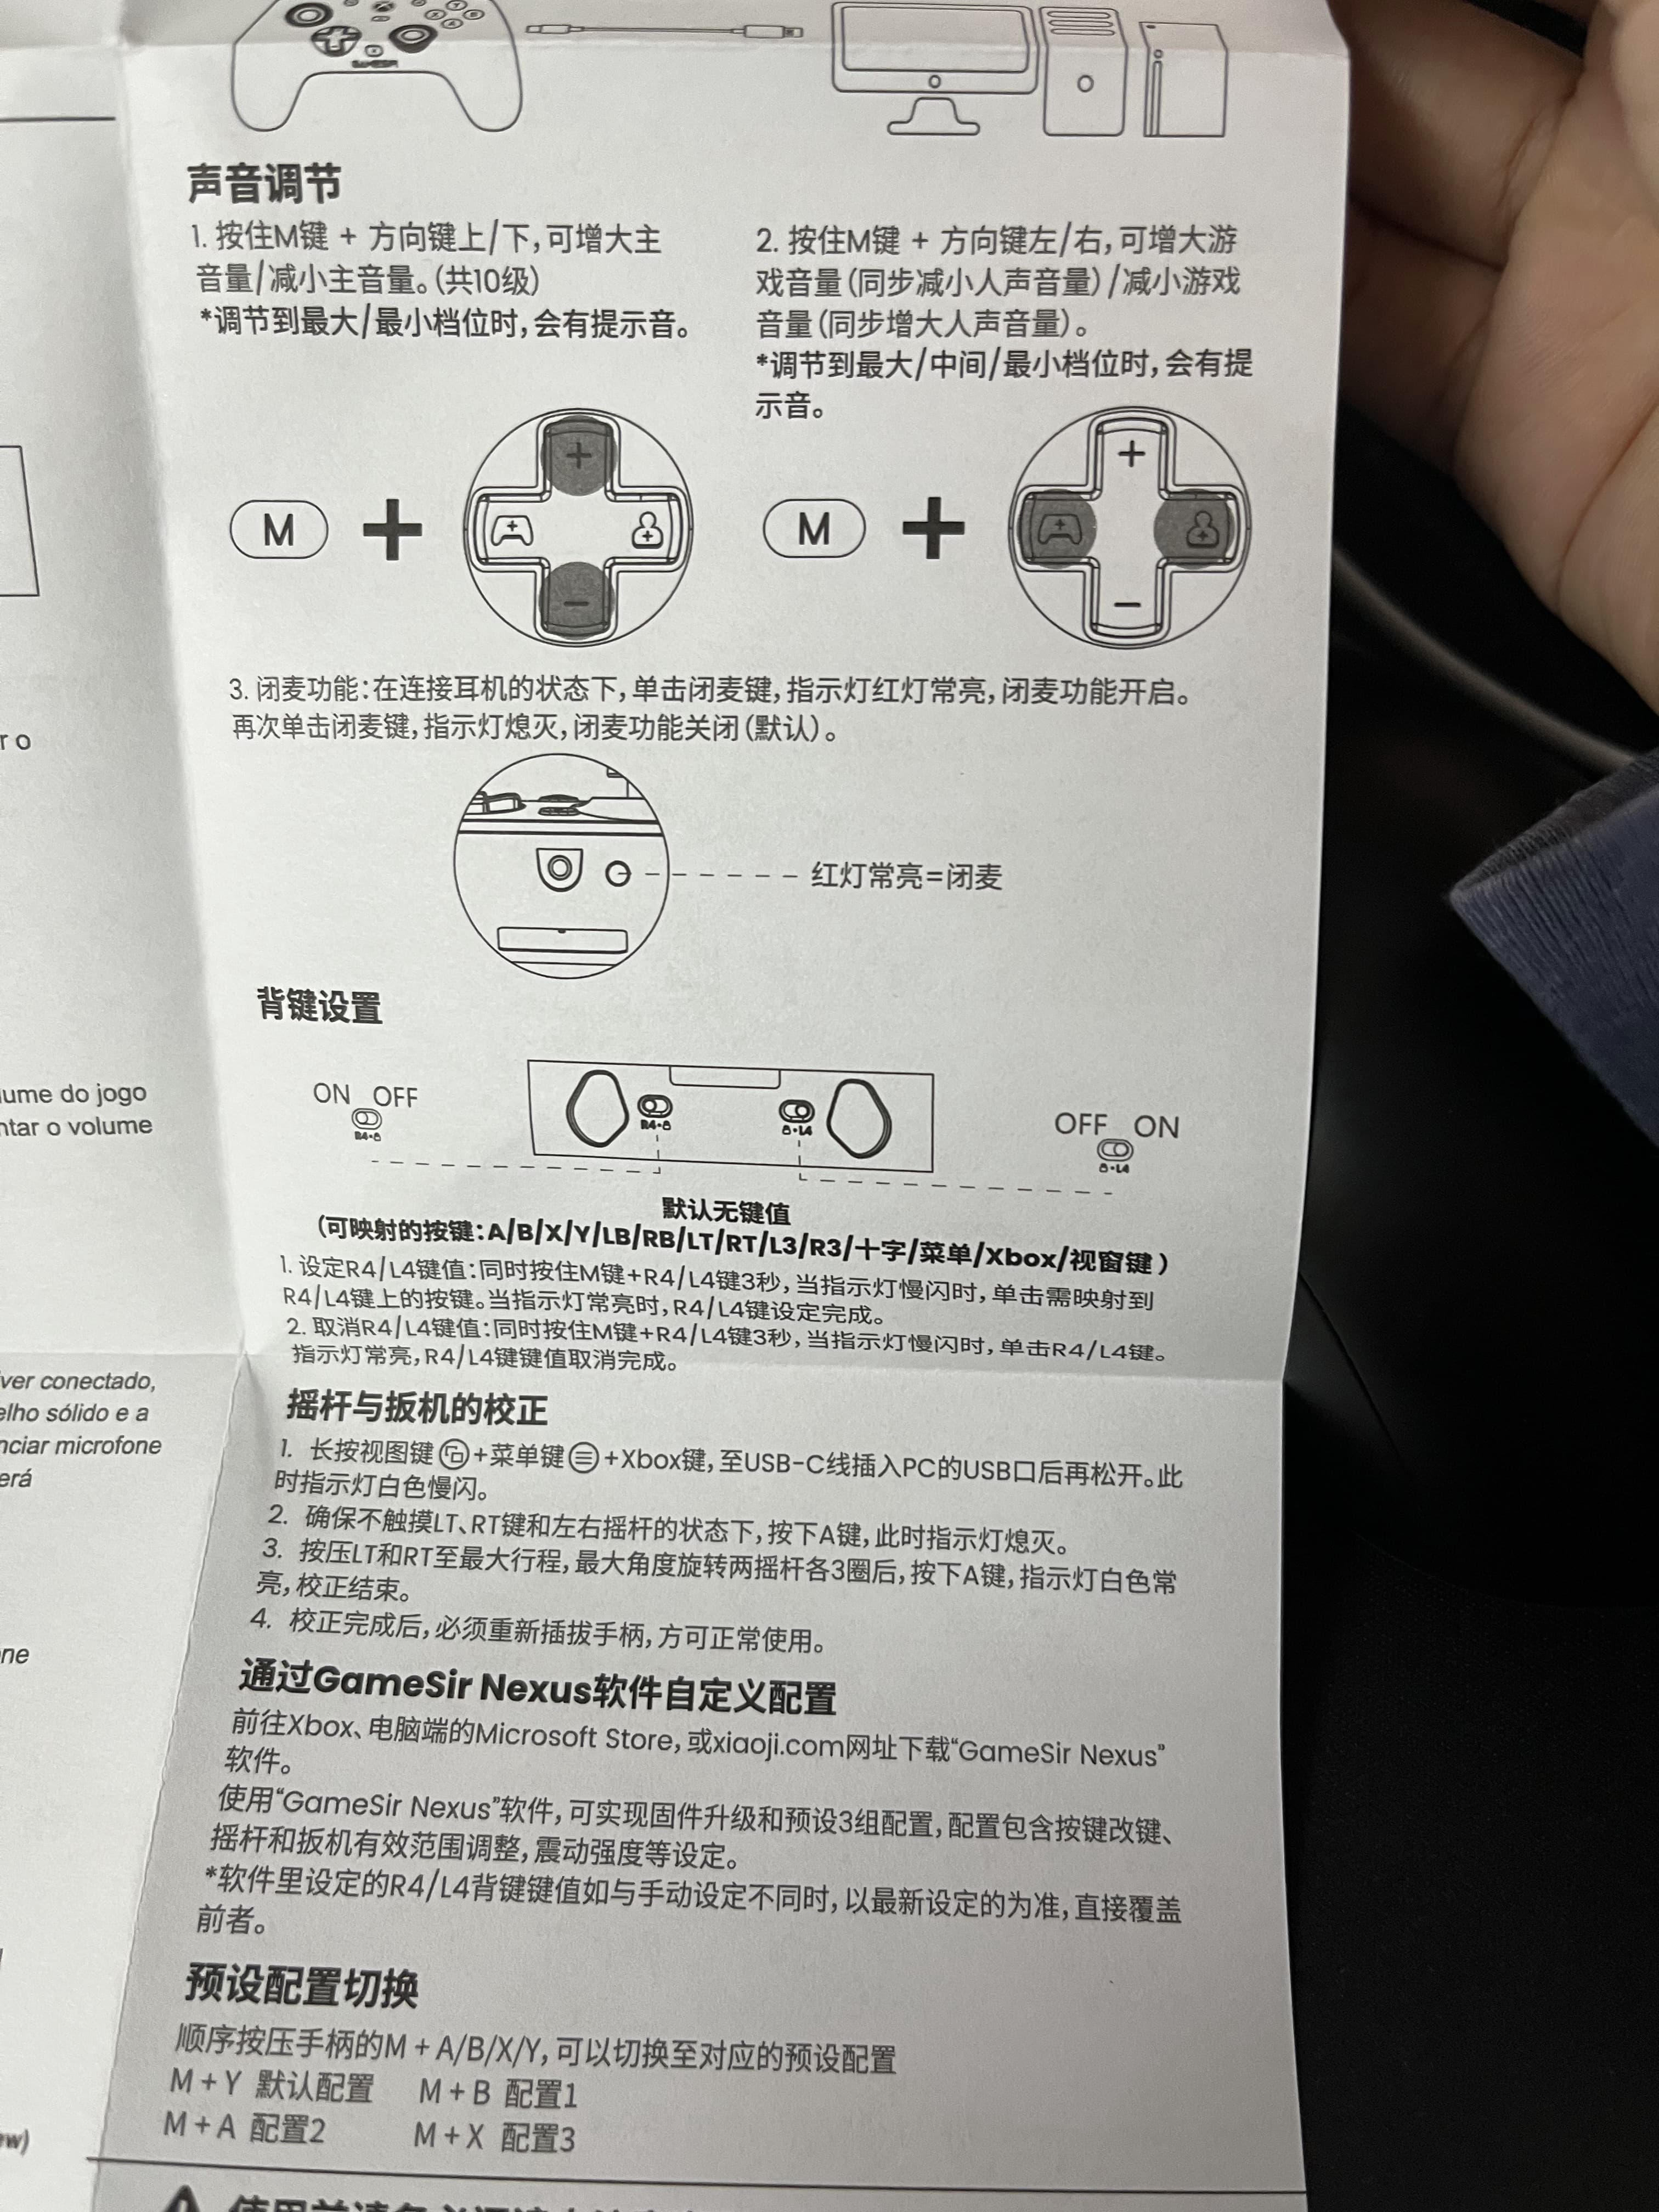 GAMESIR
声音调节
1. 按住M键 + 方向键上/下,可增大主
音量/减小主音量。(共10级)
*调节到最大/最小档位时,会有提示音。
2. 按住M键 + 方向键左/右,可增大游
戏音量(同步减小人声音量)/减小游戏
音量(同步增大人声音量)。
*调节到最大/中间/最小档位时,会有提
示音。
M + + −
M + + −
3. 闭麦功能:在连接耳机的状态下,单击闭麦键,指示灯红灯常亮,闭麦功能开启。
再次单击闭麦键,指示灯熄灭,闭麦功能关闭(默认)。
红灯常亮=闭麦
背键设置
ON OFF
R4
R4
L4
OFF ON
L4
默认无键值
(可映射的按键:A/B/X/Y/LB/RB/LT/RT/L3/R3/十字/菜单/Xbox/视窗键)
1. 设定R4/L4键值:同时按住M键+R4/L4键3秒,当指示灯慢闪时,单击需映射到
R4/L4键上的按键。当指示灯常亮时,R4/L4键设定完成。
2. 取消R4/L4键值:同时按住M键+R4/L4键3秒,当指示灯慢闪时,单击R4/L4键。
指示灯常亮,R4/L4键键值取消完成。
摇杆与扳机的校正
1. 长按视图键+菜单键+Xbox键,至USB-C线插入PC的USB口后再松开。此
时指示灯白色慢闪。
2. 确保不触摸LT、RT键和左右摇杆的状态下,按下A键,此时指示灯熄灭。
3. 按压LT和RT至最大行程,最大角度旋转两摇杆各3圈后,按下A键,指示灯白色常
亮,校正结束。
4. 校正完成后,必须重新插拔手柄,方可正常使用。
通过GameSir Nexus软件自定义配置
前往Xbox、电脑端的Microsoft Store,或xiaoji.com网址下载“GameSir Nexus”
软件。
使用“GameSir Nexus”软件,可实现固件升级和预设3组配置,配置包含按键改键、
摇杆和扳机有效范围调整,震动强度等设定。
*软件里设定的R4/L4背键键值如与手动设定不同时,以最新设定的为准,直接覆盖
前者。
预设配置切换
顺序按压手柄的M + A/B/X/Y,可以切换至对应的预设配置
M + Y 默认配置 M + B 配置1
M + A 配置2 M + X 配置3
r o
ume do jogo
ntar o volume
ver conectado,
elho sólido e a
nciar microfone
erá
ne
ew)